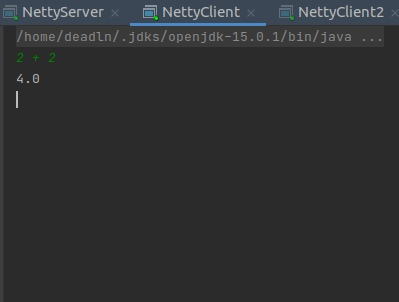 NettyServer NettyClient NettyClient2
/home/deadln/.jdks/openjdk-15.0.1/bin/java ...
2 + 2
4.0